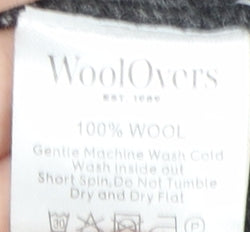 WoolOvers
EST. 1989
100% WOOL
Gentle Machine Wash Cold
Wash inside out
Short Spin, Do Not Tumble
Dry and Dry Flat
30
P